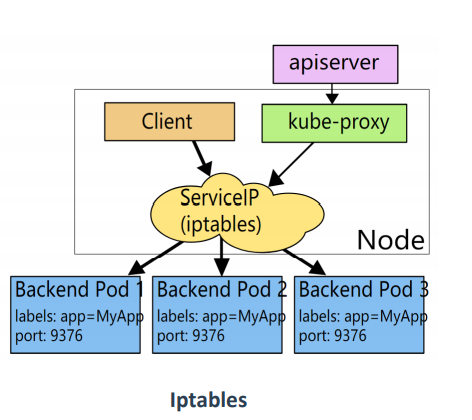 apiserver
Client
kube-proxy
ServiceIP
(iptables)
Node
Backend Pod 1
labels: app=MyApp
port: 9376
Backend Pod 2
labels: app=MyApp
port: 9376
Backend Pod 3
labels: app=MyApp
port: 9376
Iptables